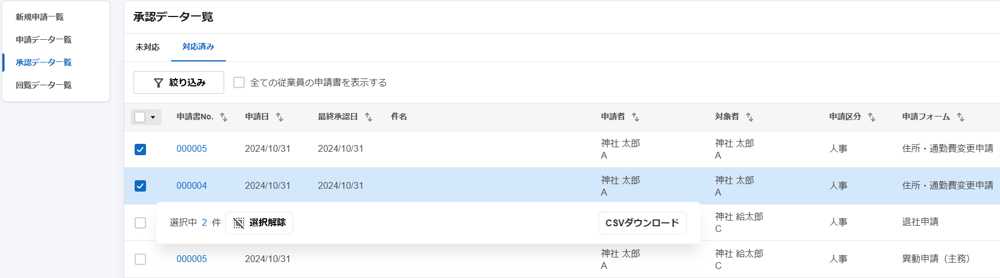 新規申請一覧
申請データ一覧
承認データ一覧
回覧データ一覧
承認データ一覧
未対応 対応済み
絞り込み 全ての従業員の申請書を表示する
申請書No. 申請日 最終承認日 件名 申請者 対象者 申請区分 申請フォーム
000005 2024/10/31 2024/10/31 神社 太郎 A 神社 太郎 A 人事 住所・通勤費変更申請
000004 2024/10/31 2024/10/31 神社 太郎 A 神社 太郎 A 人事 住所・通勤費変更申請
選択中 2 件 選択解除 CSVダウンロード 神社 給太郎 C 人事 退社申請
000005 2024/10/31 神社 太郎 A 神社 給太郎 C 人事 異動申請（主務）